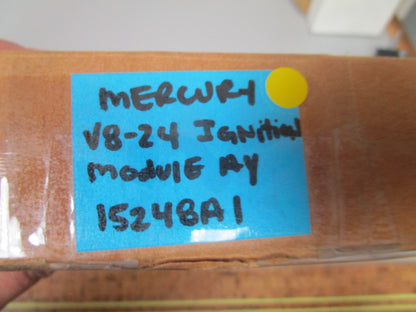 MERCURY
V8-24 IGNITION
MODULE AY
15248A1